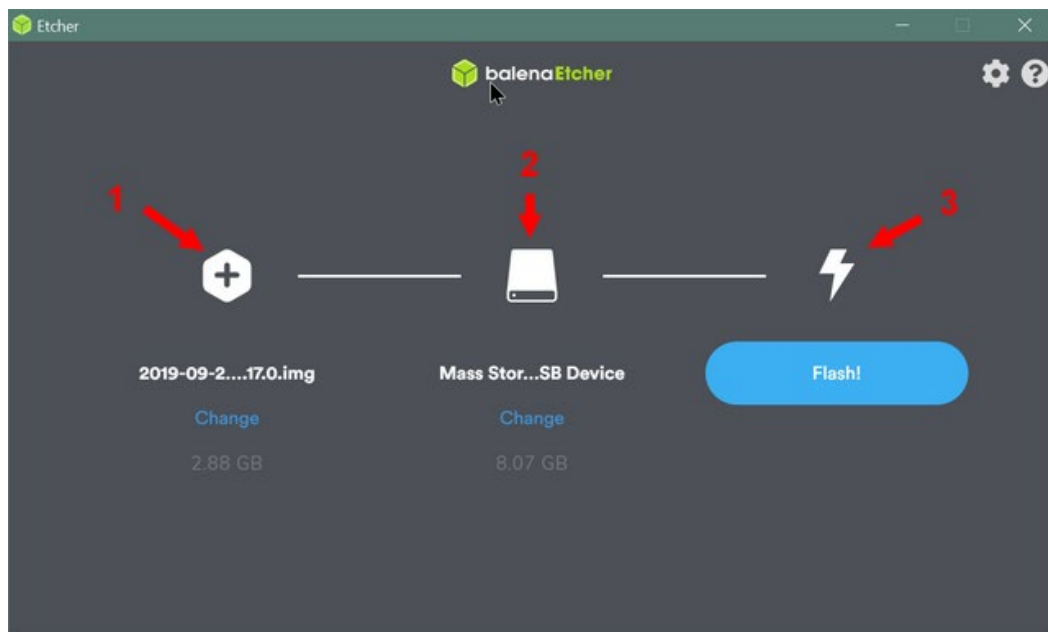 Etcher
balenaEtcher
1
2
3
2019-09-2....17.0.img
Mass Stor...SB Device
Flash!
Change
Change
2.88 GB
8.07 GB